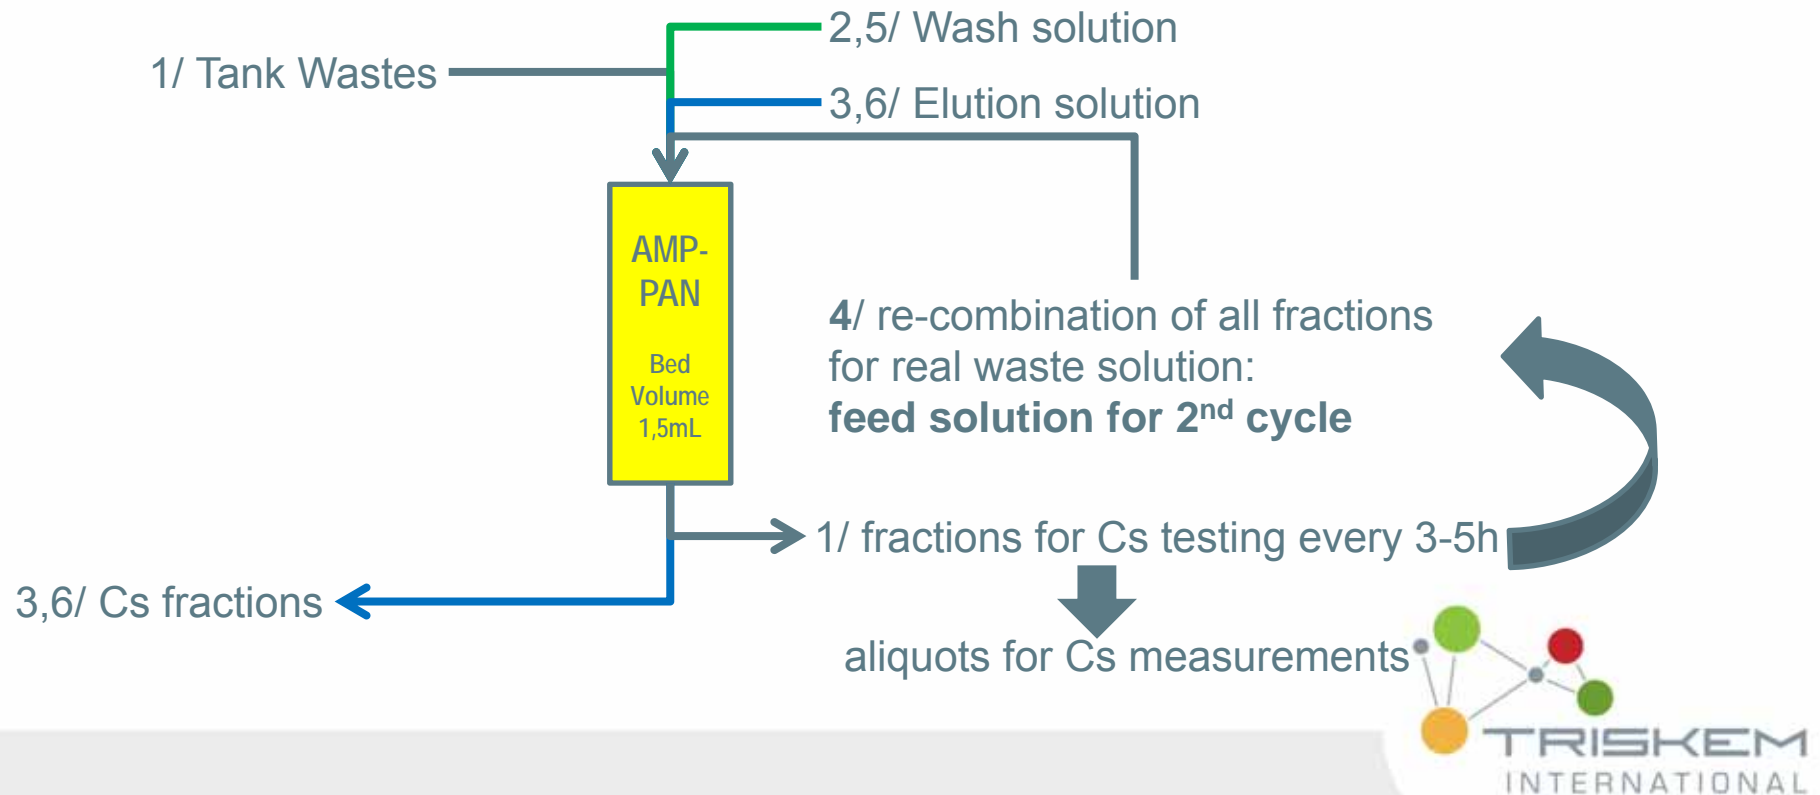 2,5/ Wash solution
1/ Tank Wastes
3,6/ Elution solution
AMP-
PAN
Bed
Volume
1,5mL
4/ re-combination of all fractions
for real waste solution:
feed solution for 2nd cycle
1/ fractions for Cs testing every 3-5h
3,6/ Cs fractions
aliquots for Cs measurements
TRISKEM
INTERNATIONAL